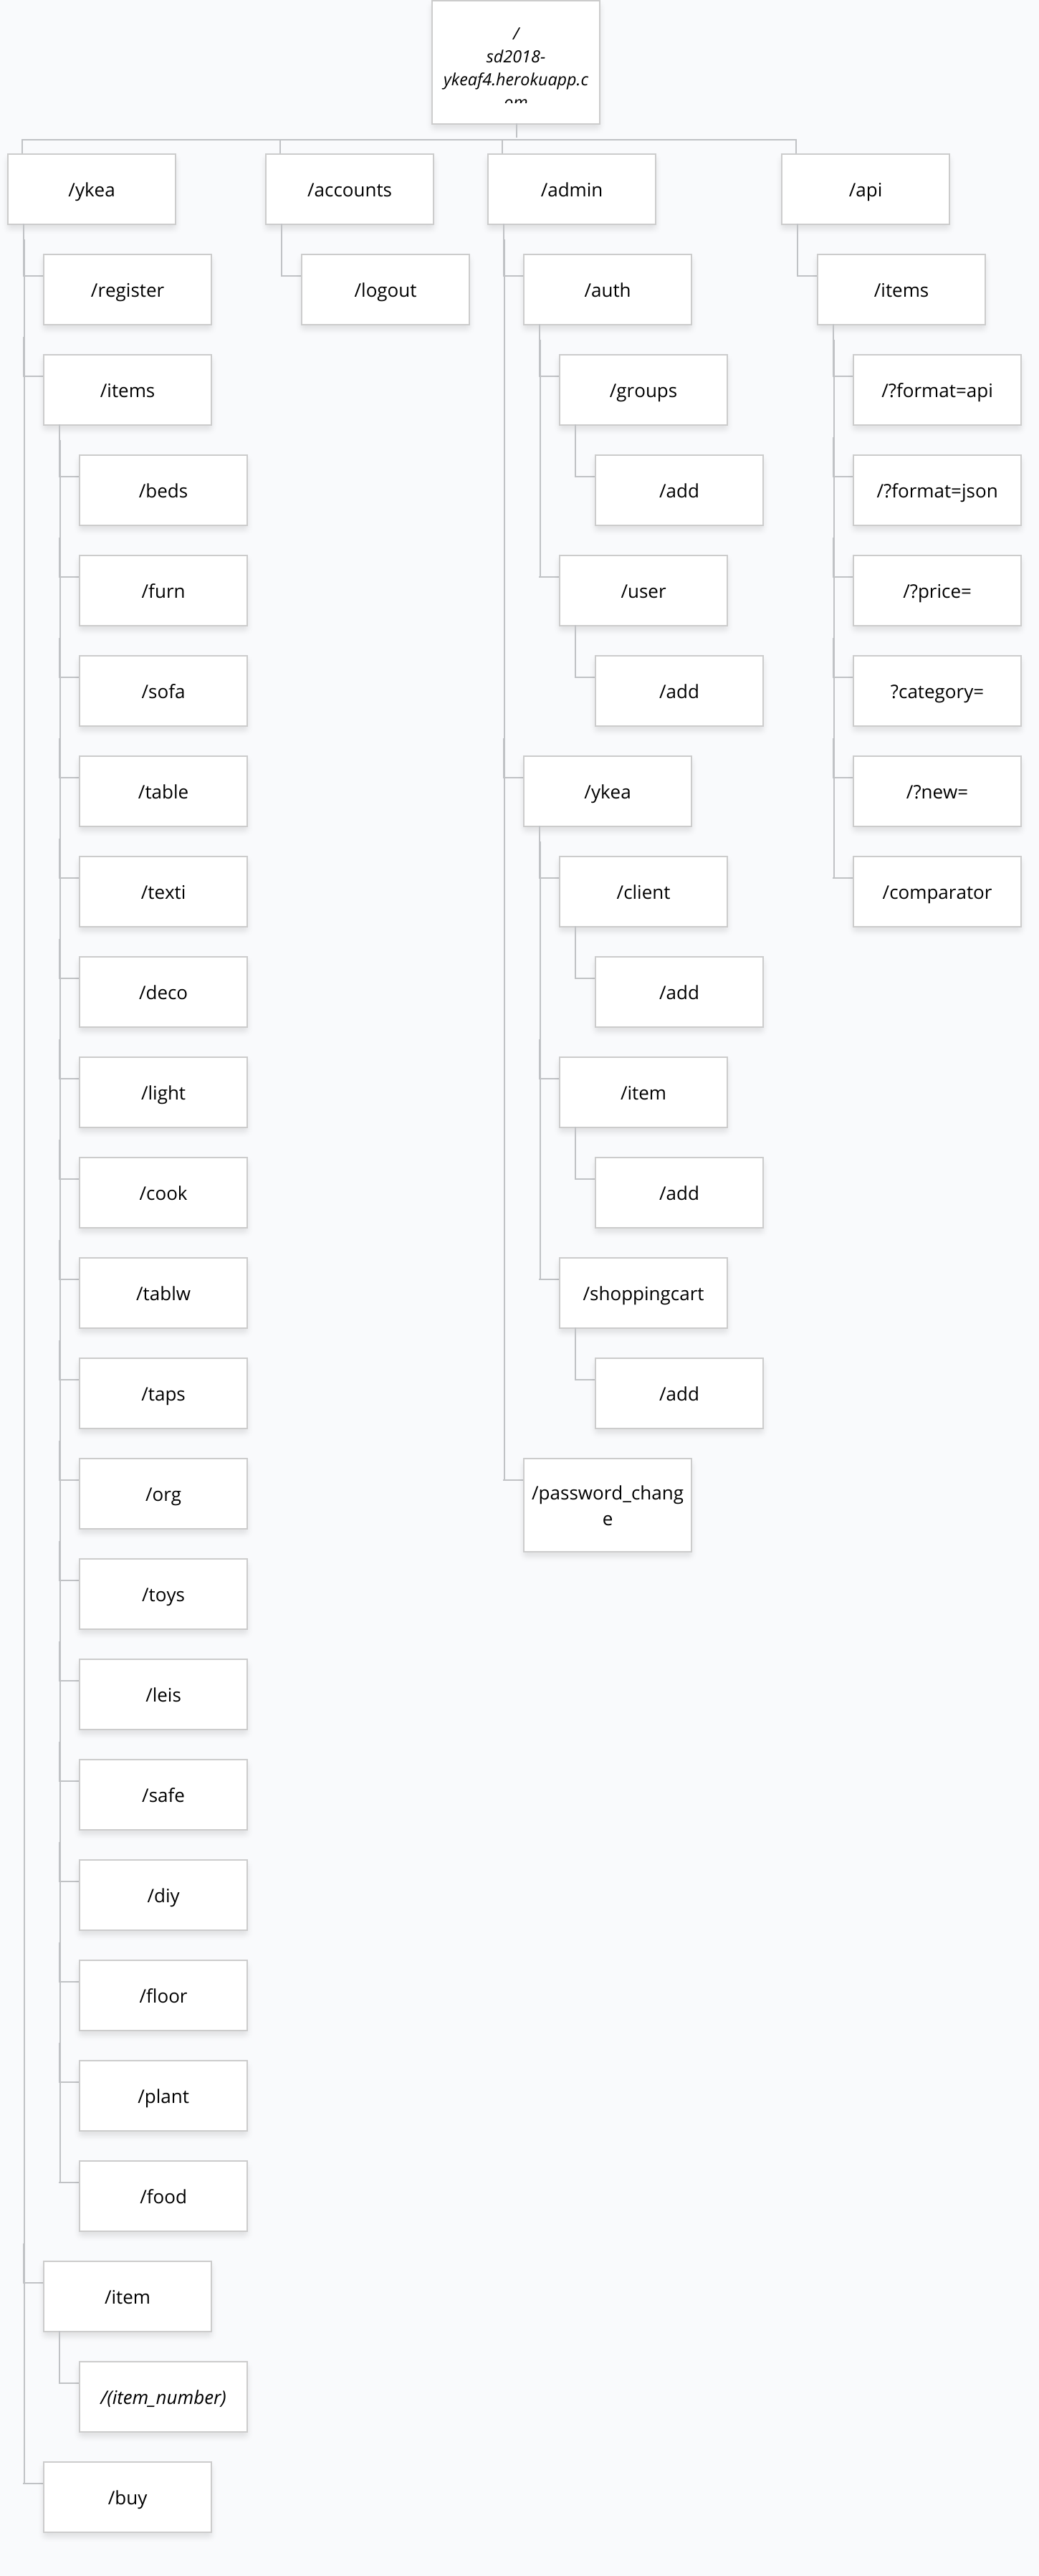 /
sd2018-
ykeaf4.herokuapp.c
om
/ykea
/register
/items
/beds
/furn
/sofa
/table
/texti
/deco
/light
/cook
/tablw
/taps
/org
/toys
/leis
/safe
/diy
/floor
/plant
/food
/item
/(item_number)
/buy
/accounts
/logout
/admin
/auth
/groups
/add
/user
/add
/ykea
/client
/add
/item
/add
/shoppingcart
/add
/password_chang
e
/api
/items
/?format=api
/?format=json
/?price=
?category=
/?new=
/comparator